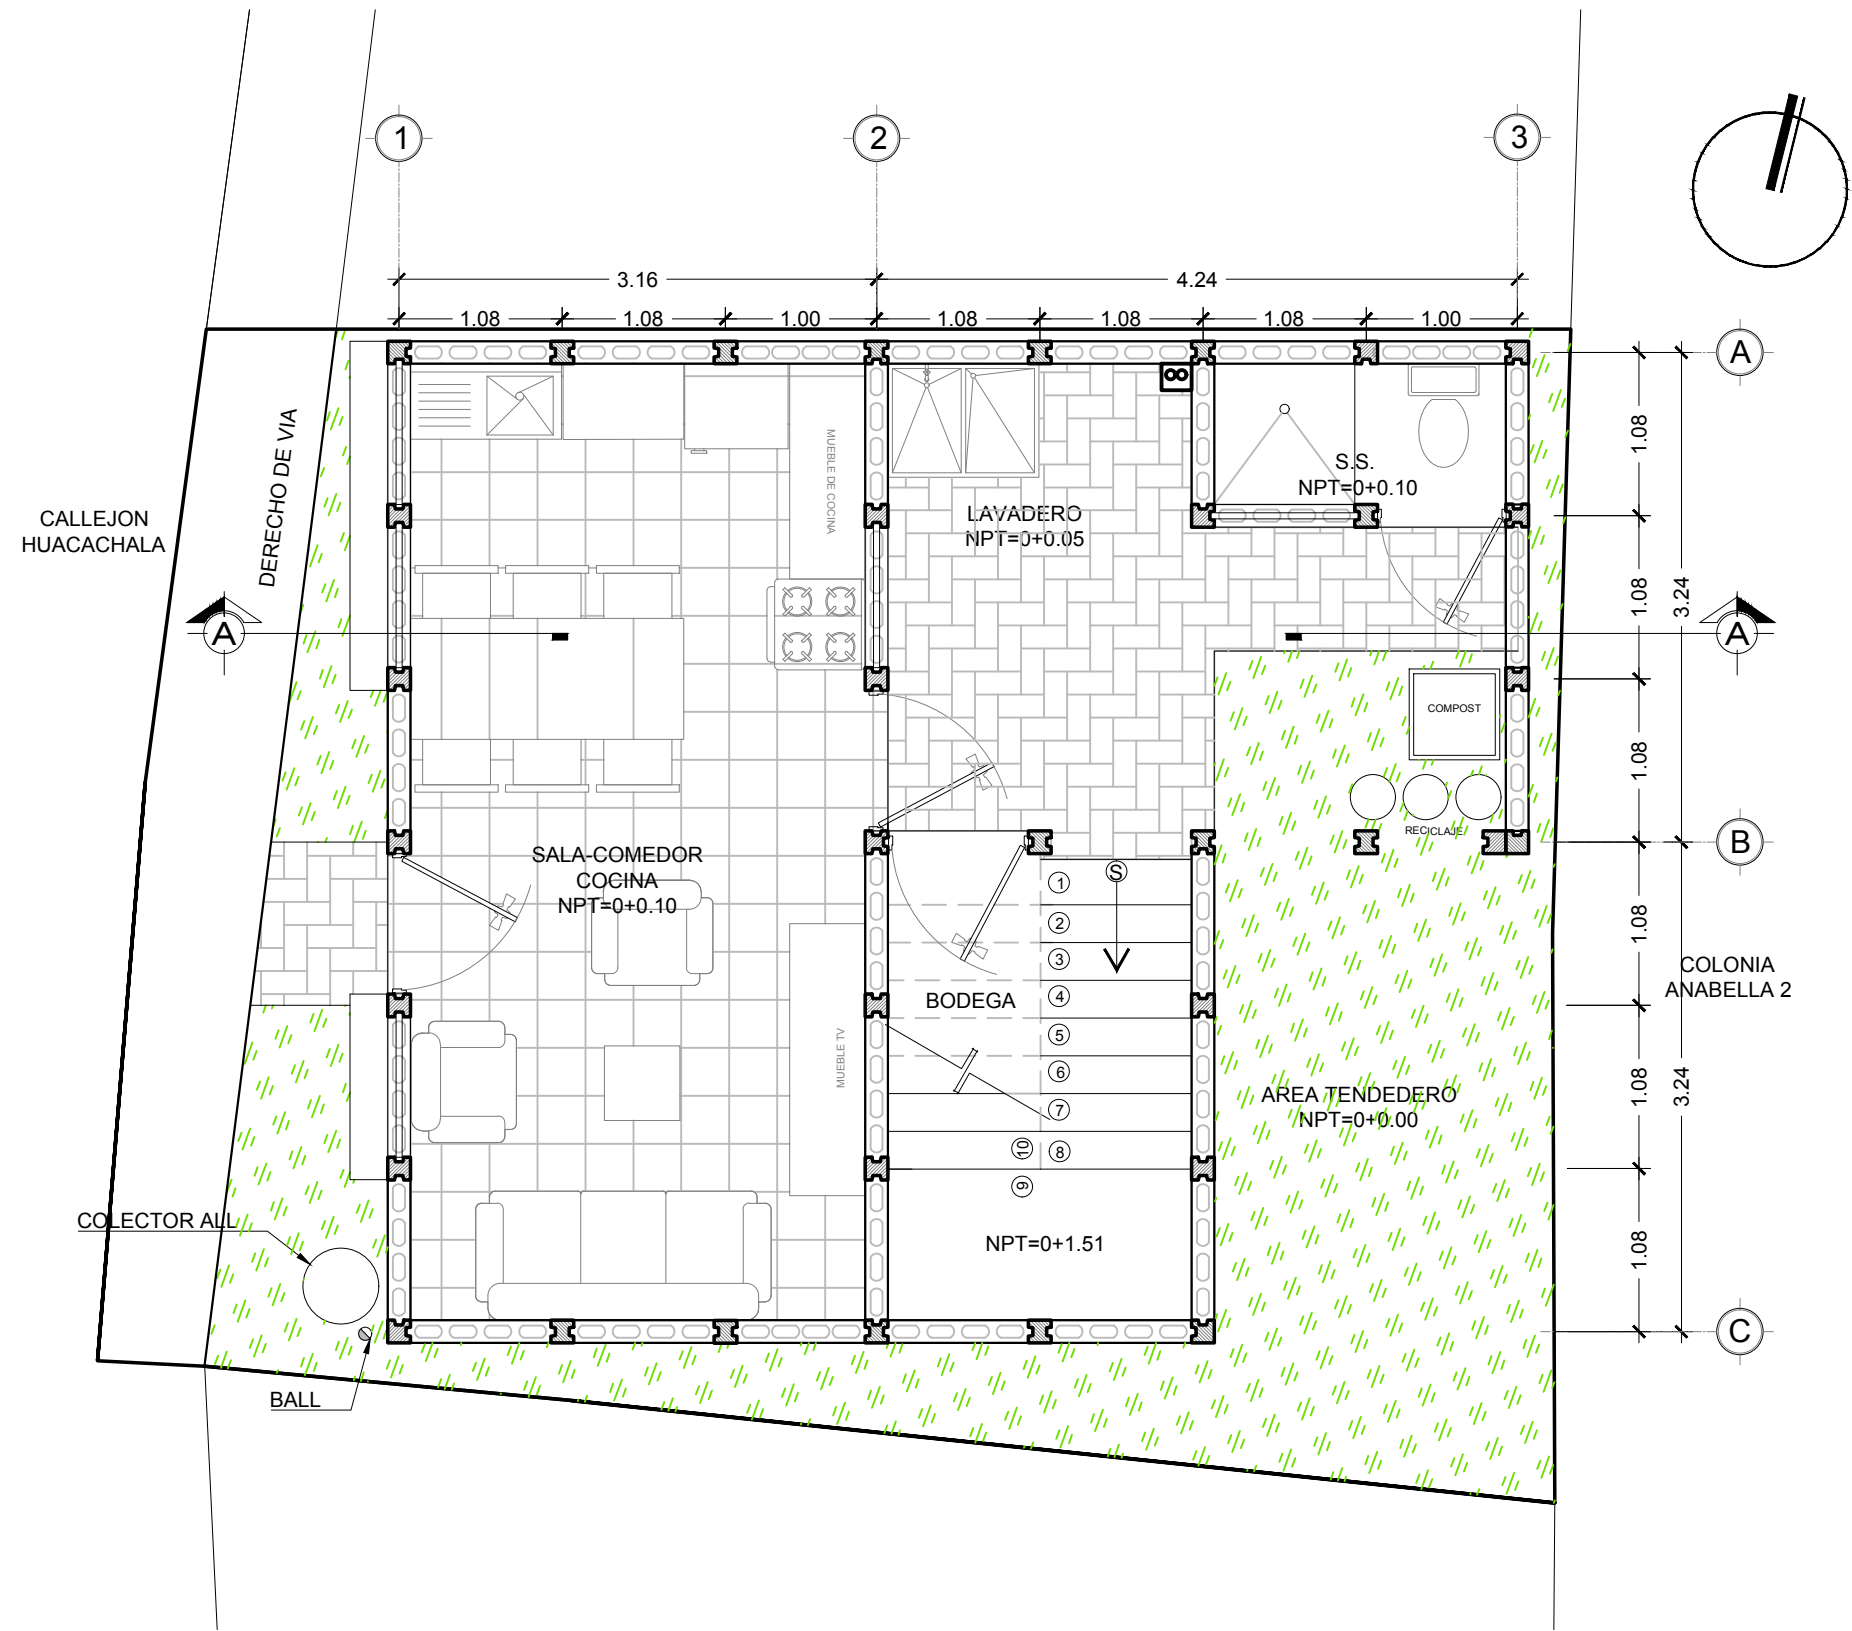 1
2
3
3.16
4.24
1.08
1.08
1.00
1.08
1.08
1.08
1.00
A
DERECHO DE VIA
CALLEJON
HUACACHALA
MUEBLE DE COCINA
S.S.
NPT=0+0.10
LAVADERO
NPT=0+0.05
1.08
1.08
3.24
A
A
COMPOST
1.08
RECICLAJE
B
SALA-COMEDOR
COCINA
NPT=0+0.10
S
1
2
3
4
5
6
7
8
9
10
BODEGA
1.08
COLONIA
ANABELLA 2
MUEBLE TV
AREA TENDEDERO
NPT=0+0.00
1.08
3.24
COLECTOR ALL
NPT=0+1.51
1.08
C
BALL